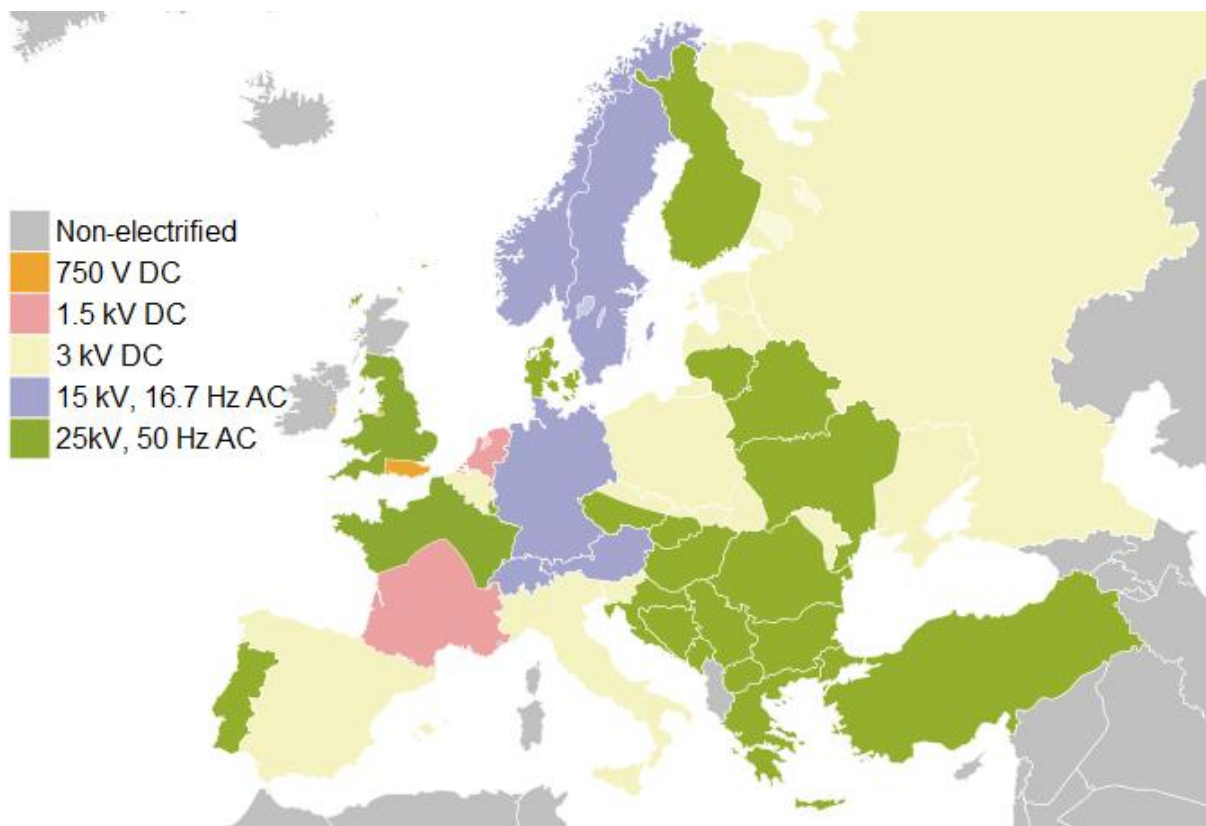 Non-electrified
750 V DC
1.5 kV DC
3 kV DC
15 kV, 16.7 Hz AC
25kV, 50 Hz AC